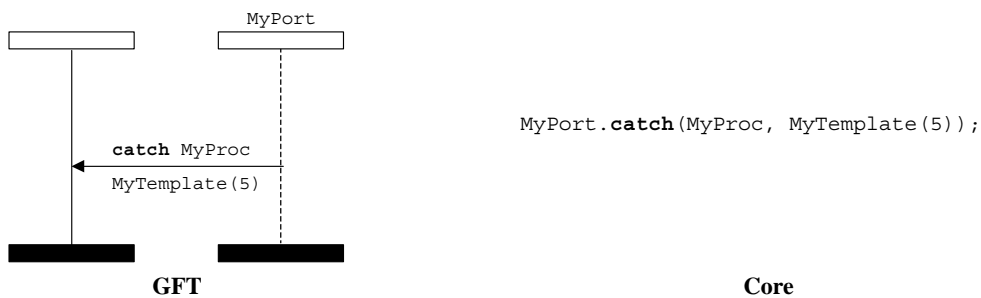 MyPort
catch MyProc
MyTemplate(5)
MyPort.catch(MyProc, MyTemplate(5));
GFT
Core